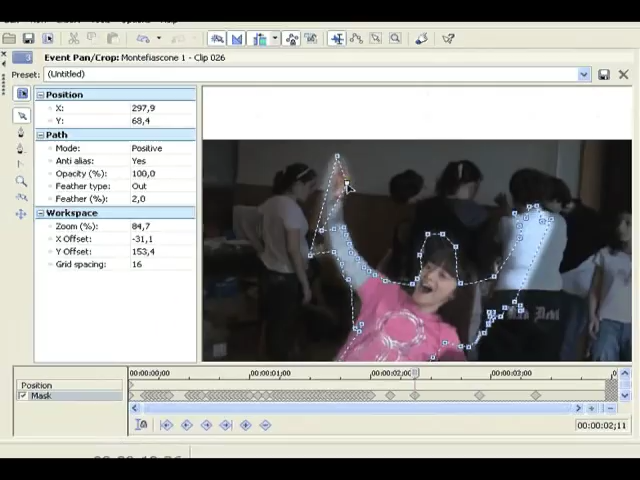 Event Pan/Crop: Montefiascone 1 - Clip 026
Preset: (Untitled)
Position
X: 297,9
Y: 68,4
Path
Mode: Positive
Anti alias: Yes
Opacity (%): 100,0
Feather type: Out
Feather (%): 2,0
Workspace
Zoom (%): 84,7
X Offset: -31,1
Y Offset: 153,4
Grid spacing: 16
00:00:00;00 00:00:01;00 00:00:02;00 00:00:03;00
Position
Mask
00:00:02;11